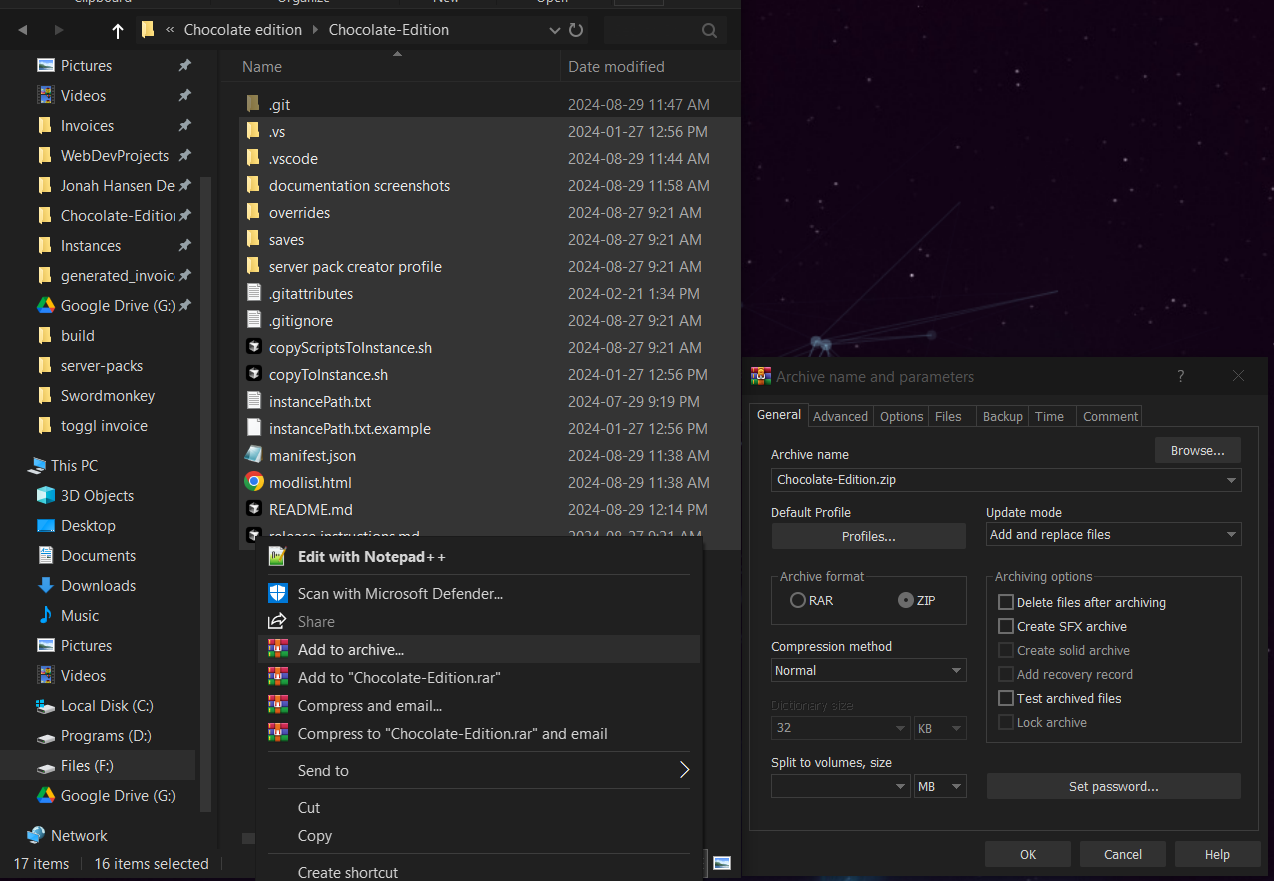 Clipboard Organize New Open
« Chocolate edition Chocolate-Edition
Name Date modified
Pictures
Videos
Invoices
WebDevProjects
Jonah Hansen De
Chocolate-Edition
Instances
generated_invoic
Google Drive (G:)
build
server-packs
Swordmonkey
toggl invoice
This PC
3D Objects
Desktop
Documents
Downloads
Music
Pictures
Videos
Local Disk (C:)
Programs (D:)
Files (F:)
Google Drive (G:)
Network
.git 2024-08-29 11:47 AM
.vs 2024-01-27 12:56 PM
.vscode 2024-08-29 11:44 AM
documentation screenshots 2024-08-29 11:58 AM
overrides 2024-08-27 9:21 AM
saves 2024-08-27 9:21 AM
server pack creator profile 2024-08-27 9:21 AM
.gitattributes 2024-02-21 1:34 PM
.gitignore 2024-08-27 9:21 AM
copyScriptsToInstance.sh 2024-08-27 9:21 AM
copyToInstance.sh 2024-01-27 12:56 PM
instancePath.txt 2024-07-29 9:19 PM
instancePath.txt.example 2024-01-27 12:56 PM
manifest.json 2024-08-29 11:38 AM
modlist.html 2024-08-29 11:38 AM
README.md 2024-08-29 12:14 PM
release-instructions.md 2024-08-27 9:21 AM
Edit with Notepad++
Scan with Microsoft Defender...
Share
Add to archive...
Add to "Chocolate-Edition.rar"
Compress and email...
Compress to "Chocolate-Edition.rar" and email
Send to
Cut
Copy
Create shortcut
17 items 16 items selected
Archive name and parameters ?
General Advanced Options Files Backup Time Comment
Archive name Browse...
Chocolate-Edition.zip
Default Profile
Profiles...
Update mode
Add and replace files
Archive format
RAR ZIP
Compression method
Normal
Dictionary size
32 KB
Split to volumes, size
MB
Archiving options
Delete files after archiving
Create SFX archive
Create solid archive
Add recovery record
Test archived files
Lock archive
Set password...
OK Cancel Help